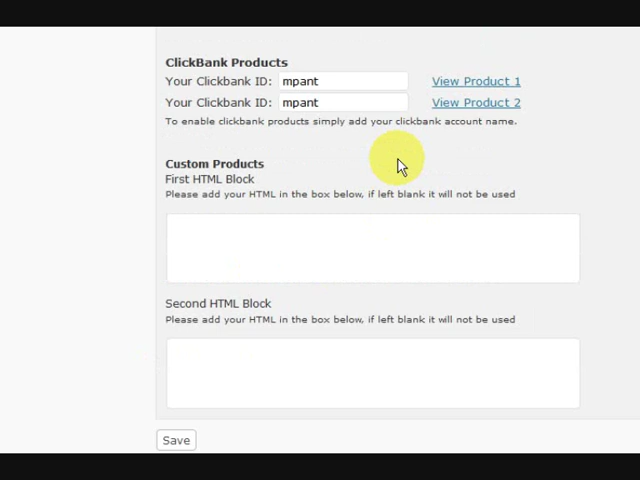 ClickBank Products
Your Clickbank ID: mpant View Product 1
Your Clickbank ID: mpant View Product 2
To enable clickbank products simply add your clickbank account name.
Custom Products
First HTML Block
Please add your HTML in the box below, if left blank it will not be used
Second HTML Block
Please add your HTML in the box below, if left blank it will not be used
Save